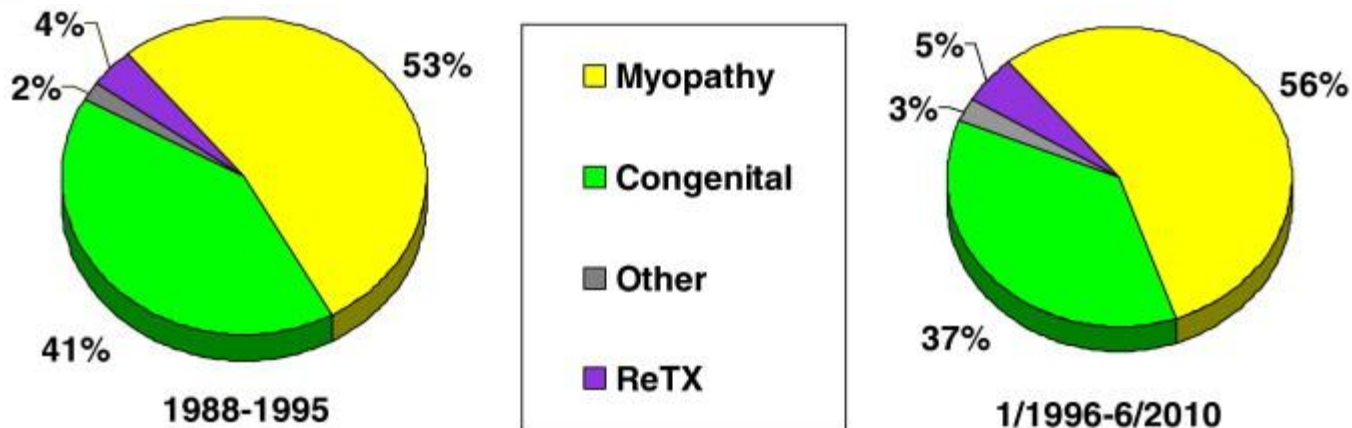 4%
53%
2%
41%
1988-1995
Myopathy
Congenital
Other
ReTX
5%
56%
3%
37%
1/1996-6/2010